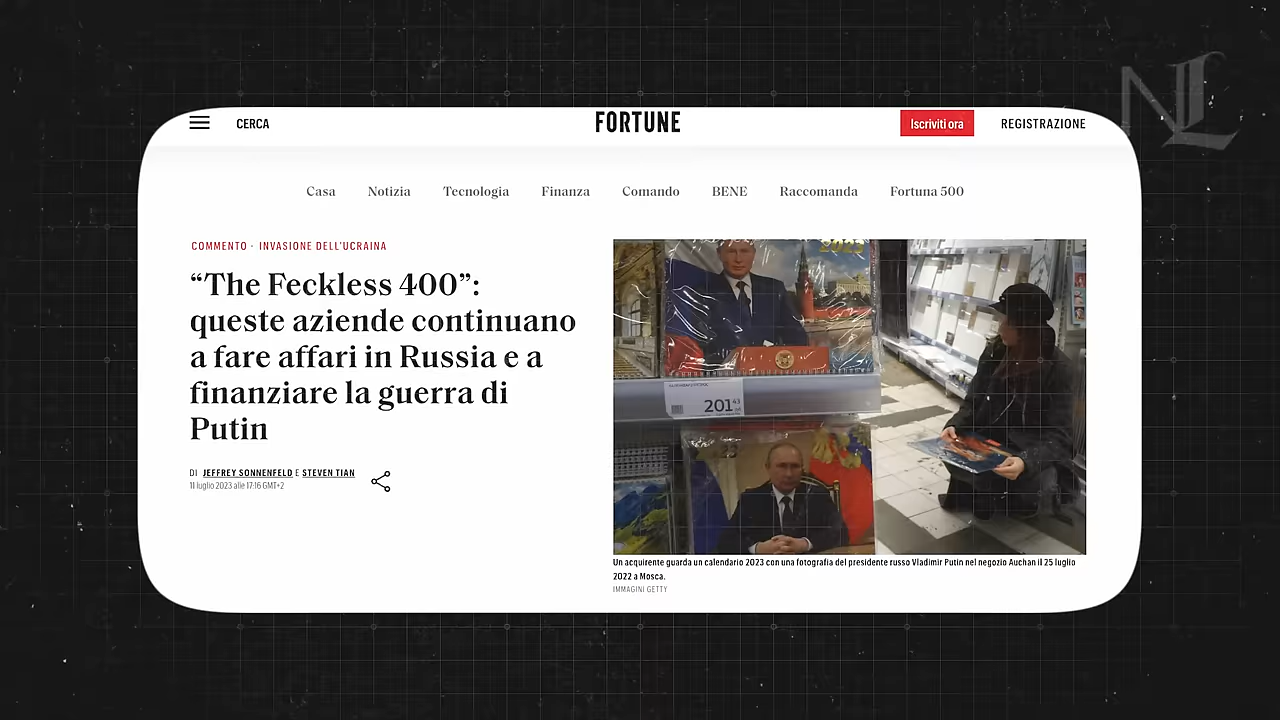 NL
CERCA
FORTUNE
Iscriviti ora
REGISTRAZIONE
Casa
Notizia
Tecnologia
Finanza
Comando
BENE
Raccomanda
Fortuna 500
COMMENTO · INVASIONE DELL'UCRAINA
“The Feckless 400”:
queste aziende continuano
a fare affari in Russia e a
finanziare la guerra di
Putin
DI JEFFREY SONNENFELD E STEVEN TIAN
11 luglio 2023 alle 17:16 GMT+2
2023
201 43
Un acquirente guarda un calendario 2023 con una fotografia del presidente russo Vladimir Putin nel negozio Auchan il 25 luglio
2022 a Mosca.
IMMAGINI GETTY